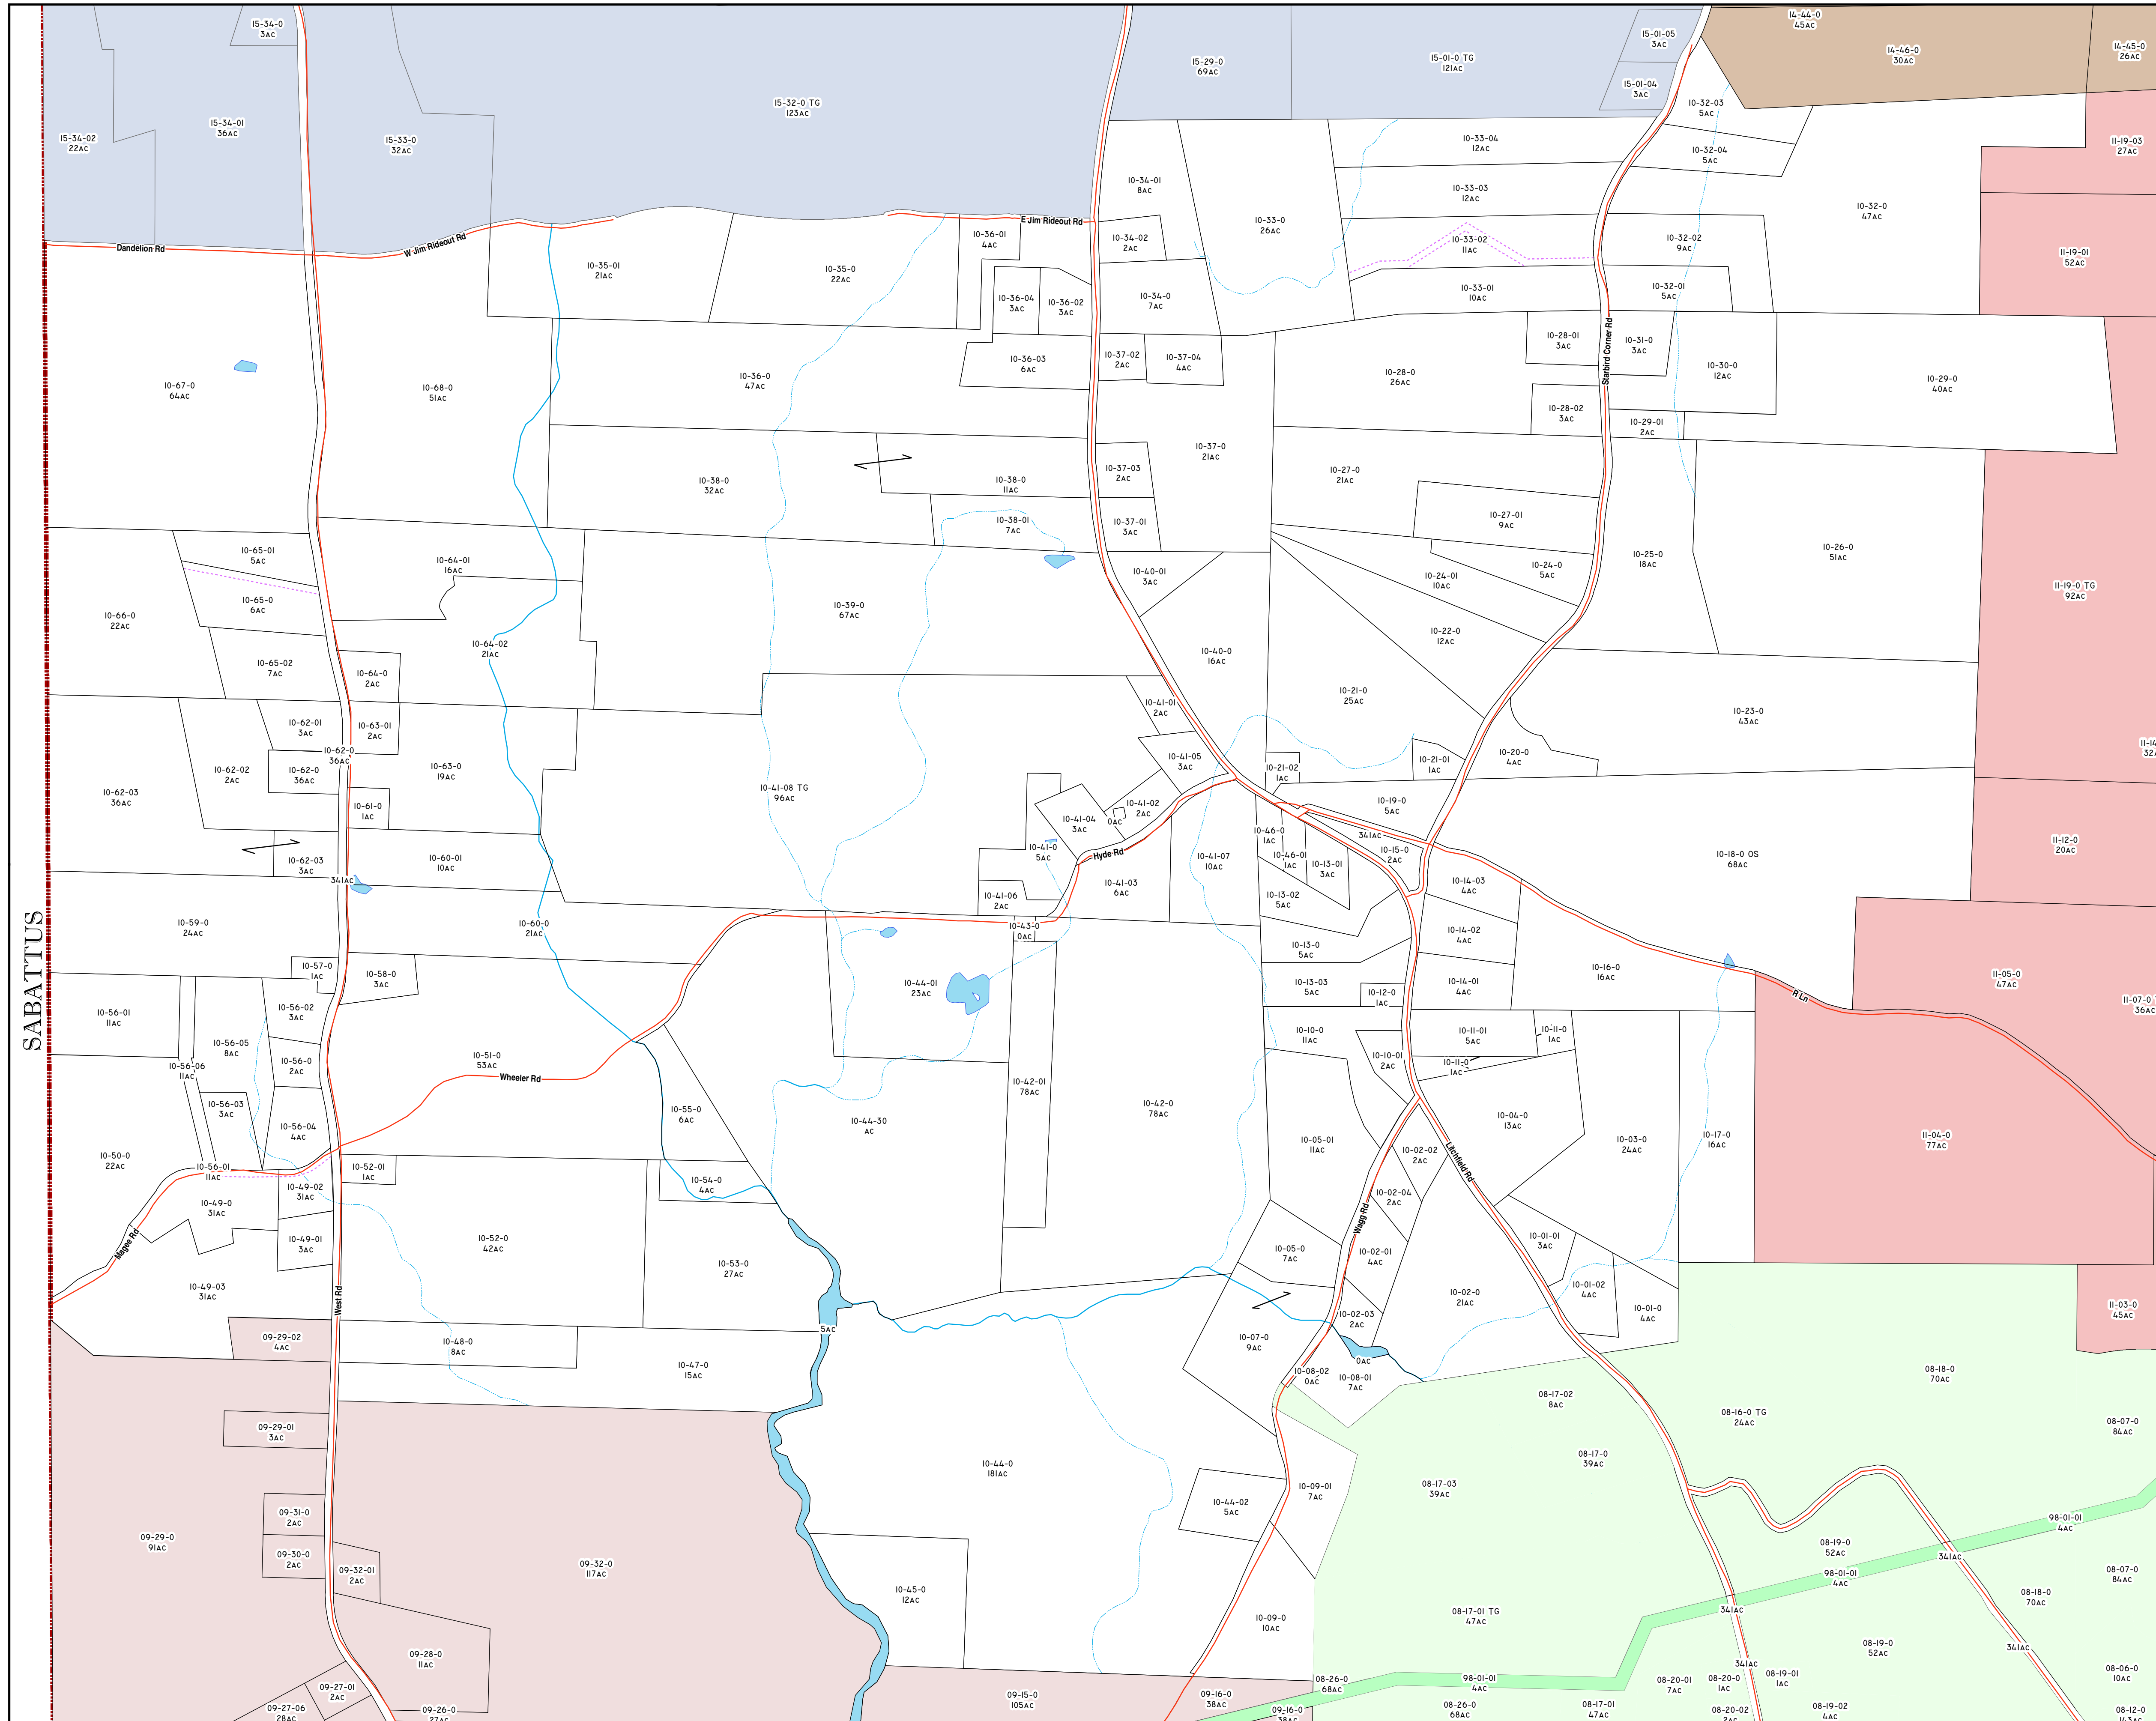 15-34-0
3AC
15-34-02
22AC
15-34-01
36AC
15-33-0
32AC
15-32-0 TG
123AC
15-29-0
69AC
15-01-0 TG
121AC
15-01-05
3AC
15-01-04
3AC
14-44-0
45AC
14-46-0
30AC
14-45-0
26AC
10-32-03
5AC
10-32-04
5AC
10-33-04
12AC
10-33-03
12AC
10-33-02
11AC
10-33-01
10AC
10-33-0
26AC
10-34-01
8AC
10-34-02
2AC
10-34-0
7AC
10-32-0
47AC
10-32-02
9AC
10-32-01
5AC
11-19-03
27AC
11-19-01
52AC
Dandelion Rd
W Jim Rideout Rd
E Jim Rideout Rd
10-35-01
21AC
10-35-0
22AC
10-36-01
4AC
10-36-04
3AC
10-36-02
3AC
10-36-03
6AC
10-37-02
2AC
10-37-04
4AC
10-28-0
26AC
10-28-01
3AC
10-28-02
3AC
Starbird Corner Rd
10-31-0
3AC
10-30-0
12AC
10-29-0
40AC
10-29-01
2AC
10-67-0
64AC
10-68-0
51AC
10-36-0
47AC
10-37-0
21AC
10-38-0
32AC
10-38-0
11AC
10-37-03
2AC
10-38-01
7AC
10-37-01
3AC
10-27-0
21AC
10-27-01
9AC
10-25-0
18AC
10-26-0
51AC
10-24-0
5AC
10-24-01
10AC
10-22-0
12AC
11-19-0 TG
92AC
10-65-01
5AC
10-65-0
6AC
10-65-02
7AC
10-66-0
22AC
10-64-01
16AC
10-64-02
21AC
10-64-0
2AC
10-39-0
67AC
10-40-01
3AC
10-40-0
16AC
10-21-0
25AC
10-23-0
43AC
10-20-0
4AC
10-21-01
1AC
10-21-02
1AC
10-62-01
3AC
10-63-01
2AC
10-62-0
36AC
10-62-0
36AC
10-62-02
2AC
10-62-03
36AC
10-63-0
19AC
10-61-0
1AC
10-62-03
3AC
10-60-01
10AC
341AC
10-41-08 TG
96AC
10-41-01
2AC
10-41-05
3AC
10-41-02
2AC
0AC
10-41-04
3AC
10-41-0
5AC
Hyde Rd
10-41-03
6AC
10-41-06
2AC
10-41-07
10AC
10-43-0
0AC
10-46-0
1AC
10-46-01
1AC
10-13-01
3AC
10-13-02
5AC
10-15-0
2AC
341AC
10-19-0
5AC
10-18-0 OS
68AC
11-12-0
20AC
10-14-03
4AC
10-14-02
4AC
10-14-01
4AC
10-13-0
5AC
10-13-03
5AC
10-12-0
1AC
10-16-0
16AC
R Ln
11-05-0
47AC
11-07-0
36AC
SABATTUS
10-59-0
24AC
10-60-0
21AC
10-57-0
1AC
10-58-0
3AC
10-56-01
11AC
10-56-02
3AC
10-56-05
8AC
10-56-0
2AC
10-56-06
11AC
10-56-03
3AC
10-56-04
4AC
10-50-0
22AC
10-56-01
11AC
10-51-0
53AC
Wheeler Rd
10-44-01
23AC
10-42-01
78AC
10-42-0
78AC
10-44-30
AC
10-55-0
6AC
10-54-0
4AC
10-10-0
11AC
10-10-01
2AC
10-11-01
5AC
10-11-0
1AC
10-11-0
1AC
10-04-0
13AC
10-03-0
24AC
10-17-0
16AC
11-04-0
77AC
10-05-01
11AC
10-02-02
2AC
10-02-04
2AC
Litchfield Rd
Wagg Rd
10-52-01
1AC
10-49-02
31AC
10-49-0
31AC
10-49-01
3AC
Magee Rd
10-49-03
31AC
West Rd
10-52-0
42AC
10-53-0
27AC
10-05-0
7AC
10-02-01
4AC
10-02-03
2AC
10-02-0
21AC
10-01-01
3AC
10-01-02
4AC
10-01-0
4AC
11-03-0
45AC
5AC
09-29-02
4AC
10-48-0
8AC
10-47-0
15AC
10-07-0
9AC
0AC
10-08-02
0AC
10-08-01
7AC
08-17-02
8AC
08-18-0
70AC
08-16-0 TG
24AC
08-07-0
84AC
09-29-01
3AC
10-44-0
181AC
08-17-0
39AC
08-17-03
39AC
10-09-01
7AC
10-44-02
5AC
09-31-0
2AC
09-30-0
2AC
09-29-0
91AC
09-32-01
2AC
09-32-0
117AC
98-01-01
4AC
08-19-0
52AC
341AC
98-01-01
4AC
08-07-0
84AC
08-18-0
70AC
10-45-0
12AC
10-09-0
10AC
08-17-01 TG
47AC
341AC
341AC
08-19-0
52AC
09-28-0
11AC
09-27-01
2AC
09-27-06
28AC
09-26-0
27AC
09-15-0
105AC
09-16-0
38AC
09-16-0
38AC
08-26-0
68AC
98-01-01
4AC
08-26-0
68AC
08-17-01
47AC
341AC
08-20-01
7AC
08-20-0
1AC
08-19-01
1AC
08-20-02
2AC
08-19-02
4AC
08-06-0
10AC
08-12-0
143AC